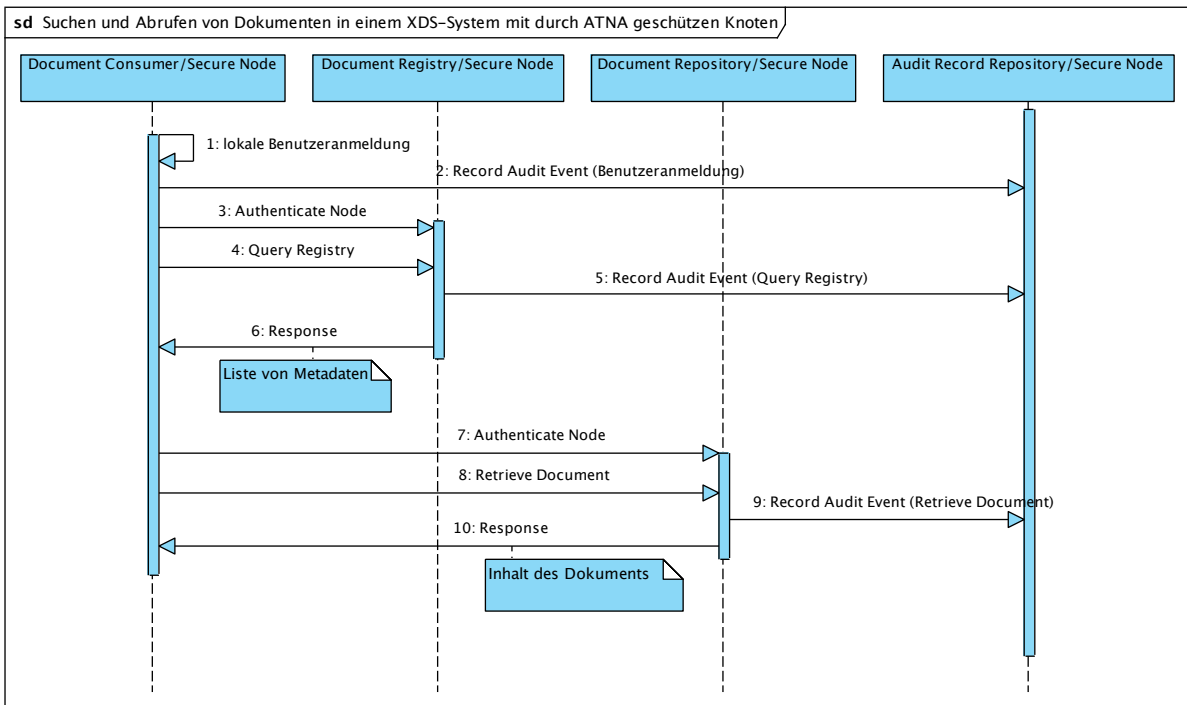 sd Suchen und Abrufen von Dokumenten in einem XDS-System mit durch ATNA geschützen Knoten
Document Consumer/Secure Node
Document Registry/Secure Node
Document Repository/Secure Node
Audit Record Repository/Secure Node
1: lokale Benutzeranmeldung
2: Record Audit Event (Benutzeranmeldung)
3: Authenticate Node
4: Query Registry
5: Record Audit Event (Query Registry)
6: Response
Liste von Metadaten
7: Authenticate Node
8: Retrieve Document
9: Record Audit Event (Retrieve Document)
10: Response
Inhalt des Dokuments